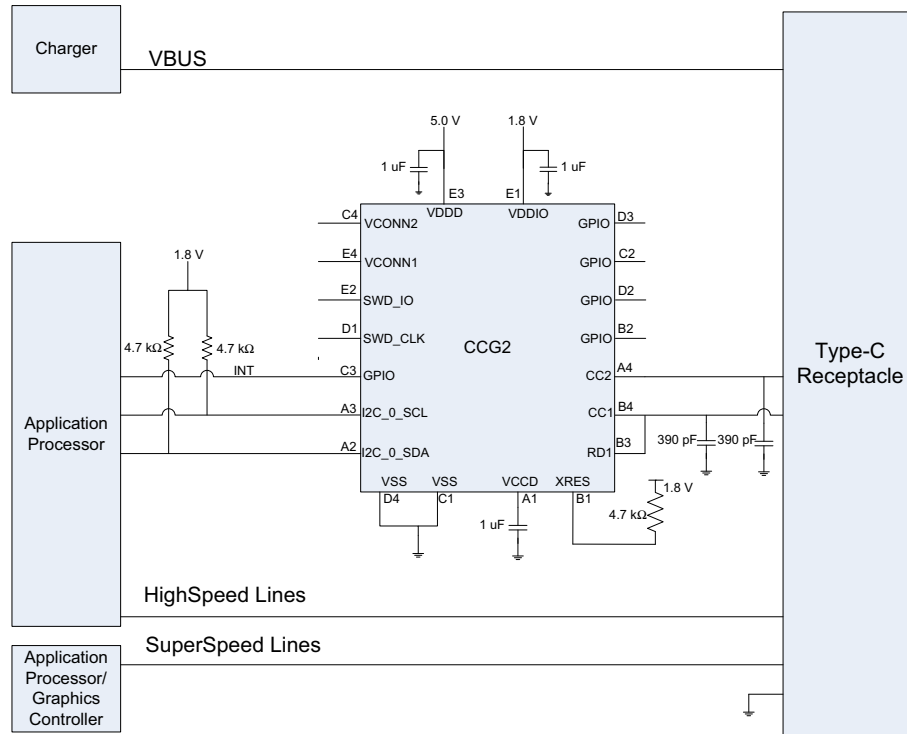 Charger
VBUS
5.0 V
1.8 V
1 uF
1 uF
E3
E1
VDDD
VDDIO
C4
VCONN2
GPIO
D3
E4
VCONN1
GPIO
C2
E2
SWD_IO
GPIO
D2
D1
SWD_CLK
GPIO
B2
CCG2
1.8 V
4.7 kΩ
4.7 kΩ
INT
C3
GPIO
CC2
A4
A3
I2C_0_SCL
CC1
B4
A2
I2C_0_SDA
RD1
B3
390 pF
390 pF
VSS
VSS
VCCD
XRES
D4
C1
A1
B1
1 uF
1.8 V
4.7 kΩ
Application
Processor
Type-C
Receptacle
HighSpeed Lines
SuperSpeed Lines
Application
Processor/
Graphics
Controller